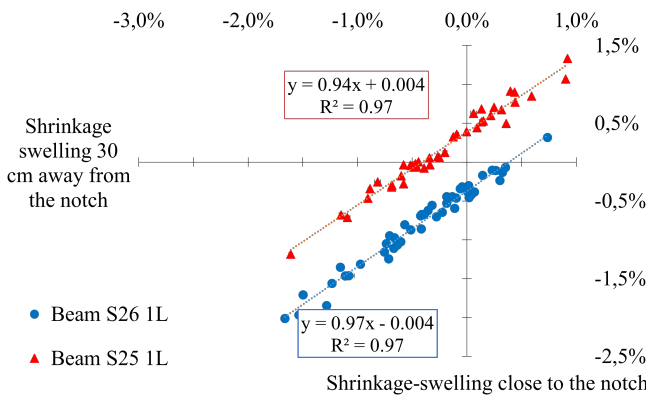 -3,0%
-2,0%
-1,0%
0,0%
1,0%
1,5%
y = 0.94x + 0.004
R² = 0.97
0,5%
Shrinkage
swelling 30
cm away from
the notch
-0,5%
-1,5%
Beam S26 1L
y = 0.97x - 0.004
R² = 0.97
Beam S25 1L
-2,5%
Shrinkage-swelling close to the notch